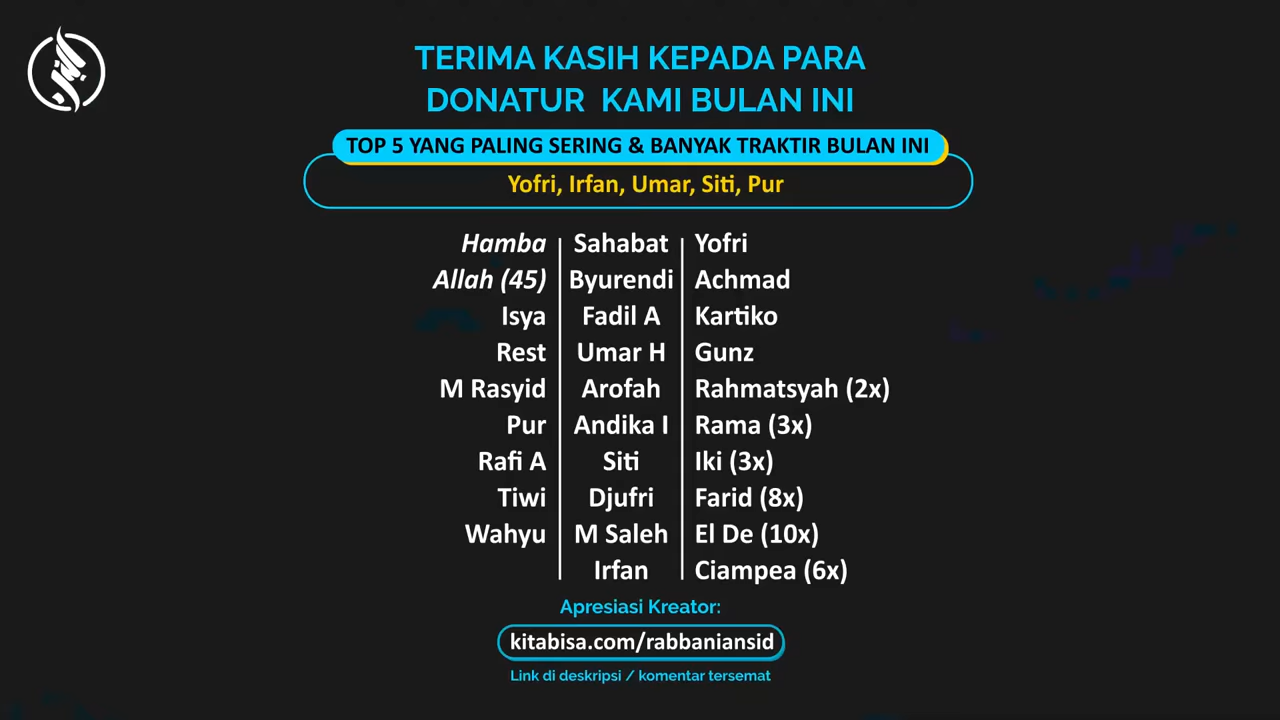 TERIMA KASIH KEPADA PARA
DONATUR KAMI BULAN INI
TOP 5 YANG PALING SERING & BANYAK TRAKTIR BULAN INI
Yofri, Irfan, Umar, Siti, Pur
Hamba
Allah (45)
Isya
Rest
M Rasyid
Pur
Rafi A
Tiwi
Wahyu
Sahabat
Byurendi
Fadil A
Umar H
Arofah
Andika I
Siti
Djufri
M Saleh
Irfan
Yofri
Achmad
Kartiko
Gunz
Rahmatsyah (2x)
Rama (3x)
Iki (3x)
Farid (8x)
El De (10x)
Ciampea (6x)
Apresiasi Kreator:
kitabisa.com/rabbaniansid
Link di deskripsi / komentar tersemat